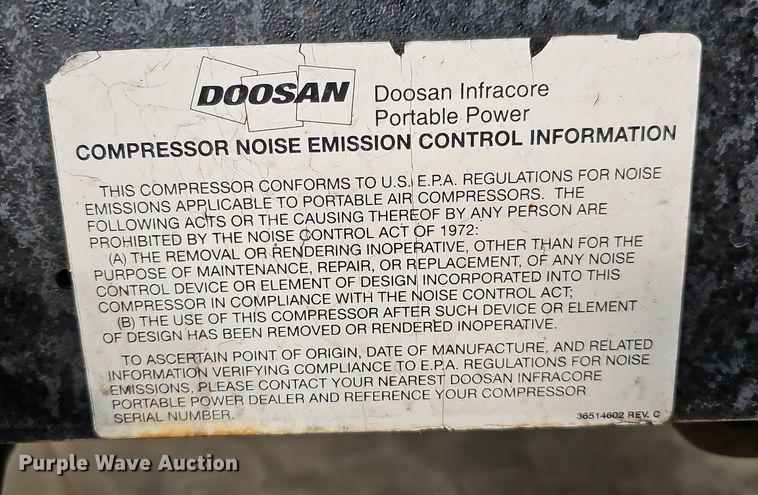 DOOSAN
Doosan Infracore
Portable Power
COMPRESSOR NOISE EMISSION CONTROL INFORMATION
THIS COMPRESSOR CONFORMS TO U.S. E.P.A. REGULATIONS FOR NOISE
EMISSIONS APPLICABLE TO PORTABLE AIR COMPRESSORS. THE
FOLLOWING ACTS OR THE CAUSING THEREOF BY ANY PERSON ARE
PROHIBITED BY THE NOISE CONTROL ACT OF 1972:
(A) THE REMOVAL OR RENDERING INOPERATIVE, OTHER THAN FOR THE
PURPOSE OF MAINTENANCE, REPAIR, OR REPLACEMENT, OF ANY NOISE
CONTROL DEVICE OR ELEMENT OF DESIGN INCORPORATED INTO THIS
COMPRESSOR IN COMPLIANCE WITH THE NOISE CONTROL ACT;
(B) THE USE OF THIS COMPRESSOR AFTER SUCH DEVICE OR ELEMENT
OF DESIGN HAS BEEN REMOVED OR RENDERED INOPERATIVE.
TO ASCERTAIN POINT OF ORIGIN, DATE OF MANUFACTURE, AND RELATED
INFORMATION VERIFYING COMPLIANCE TO E.P.A. REGULATIONS FOR NOISE
EMISSIONS, PLEASE CONTACT YOUR NEAREST DOOSAN INFRACORE
PORTABLE POWER DEALER AND REFERENCE YOUR COMPRESSOR
SERIAL NUMBER.
36514602 REV. C
Purple Wave Auction